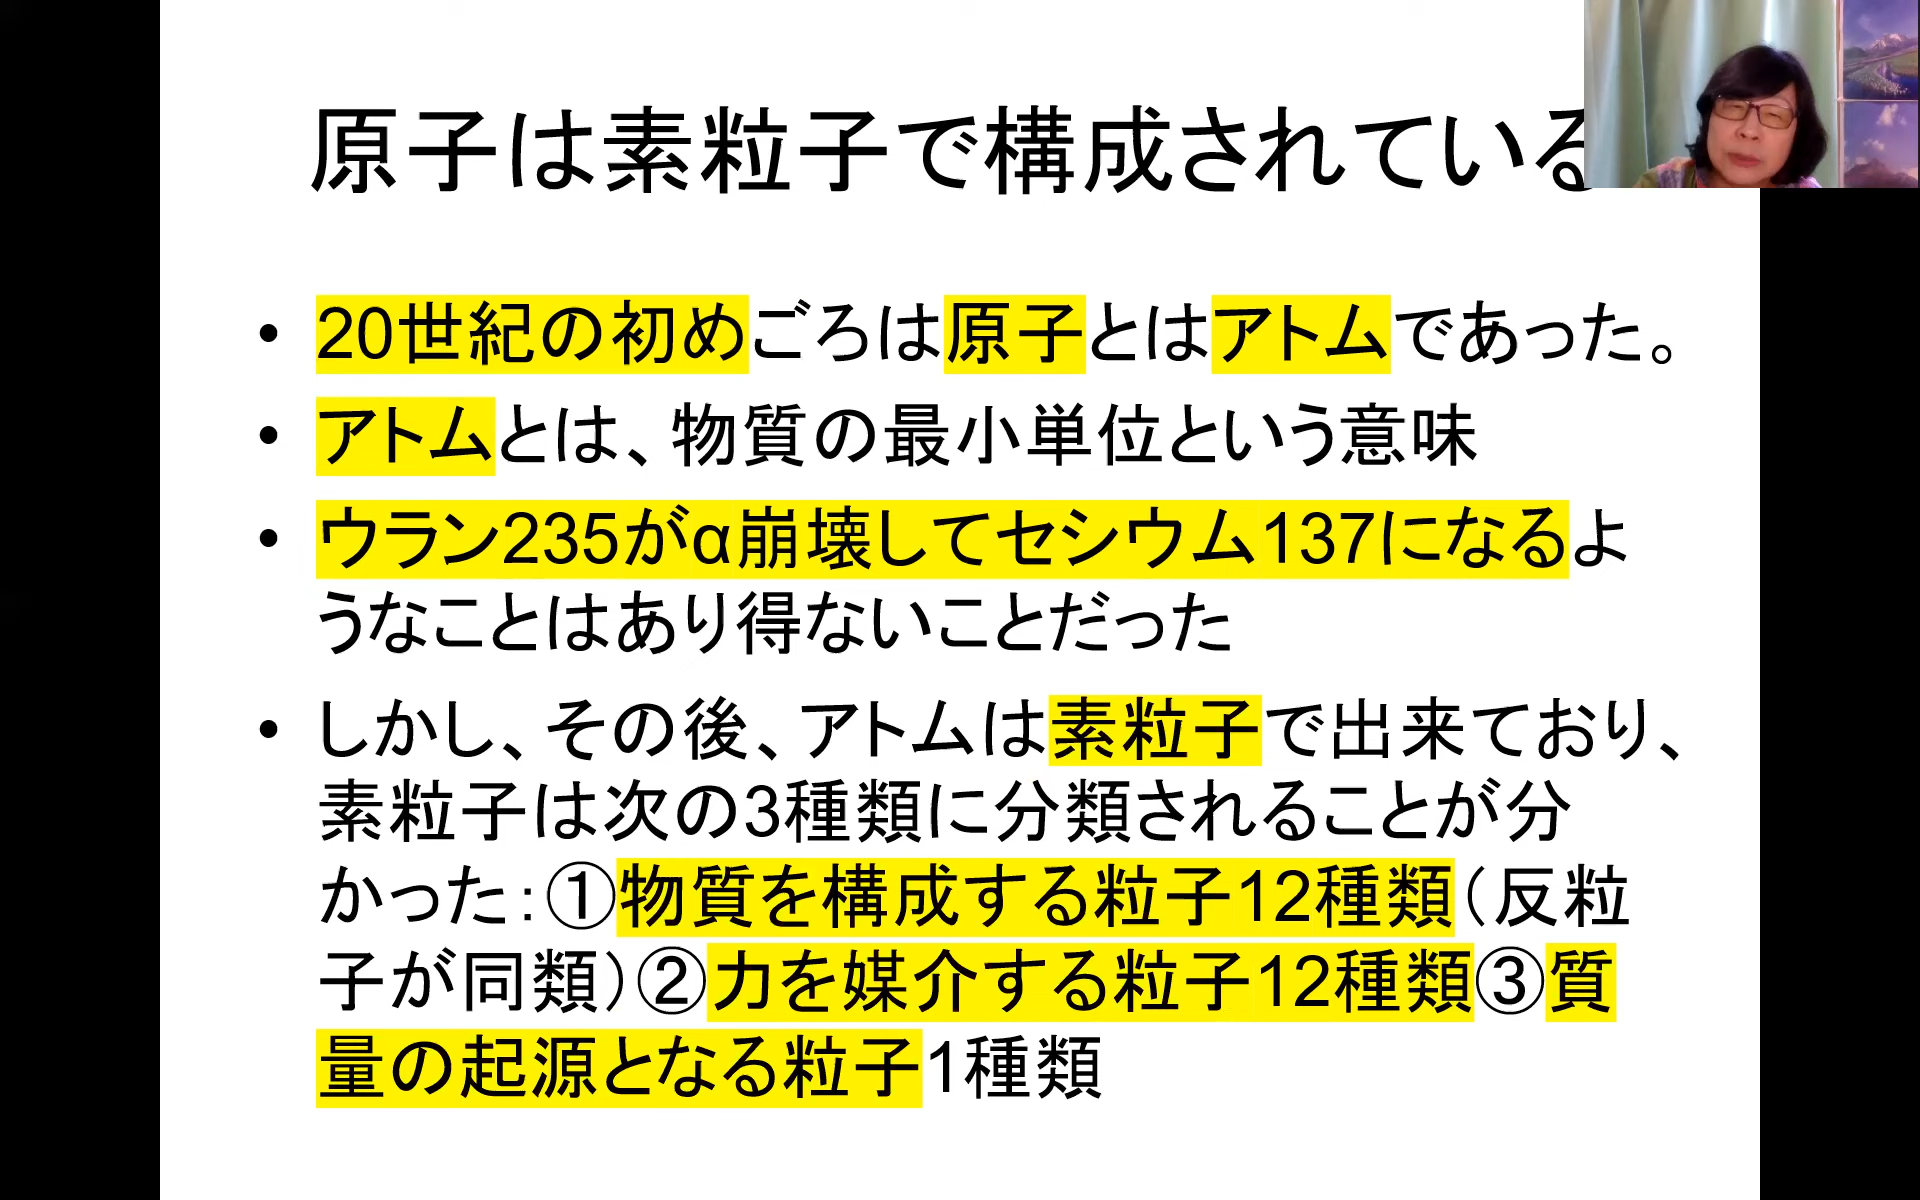 原子は素粒子で構成されている
• 20世紀の初めごろは原子とはアトムであった。
• アトムとは、物質の最小単位という意味
• ウラン235がα崩壊してセシウム137になるよ
うなことはあり得ないことだった
• しかし、その後、アトムは素粒子で出来ており、
素粒子は次の3種類に分類されることが分
かった：①物質を構成する粒子12種類（反粒
子が同類）②力を媒介する粒子12種類③質
量の起源となる粒子1種類